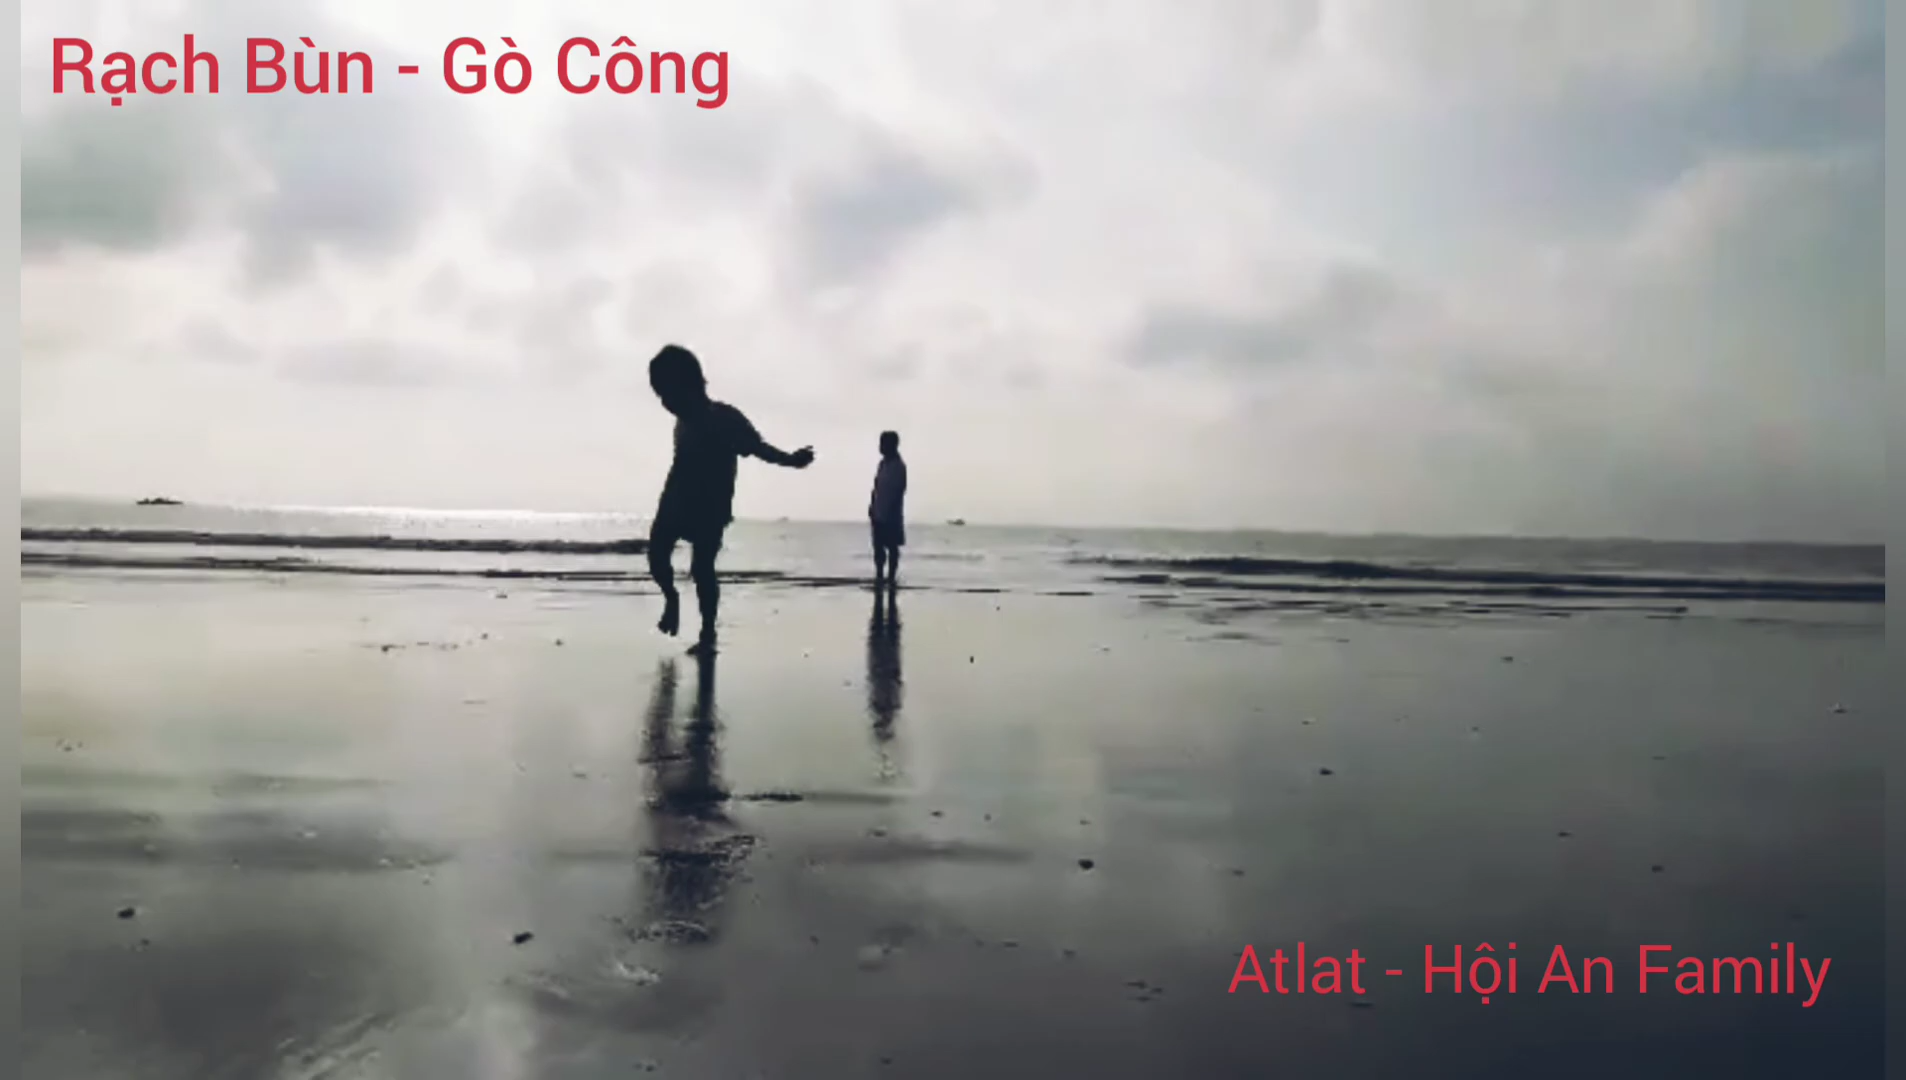 Rạch Bùn - Gò Công
Atlat - Hội An Family